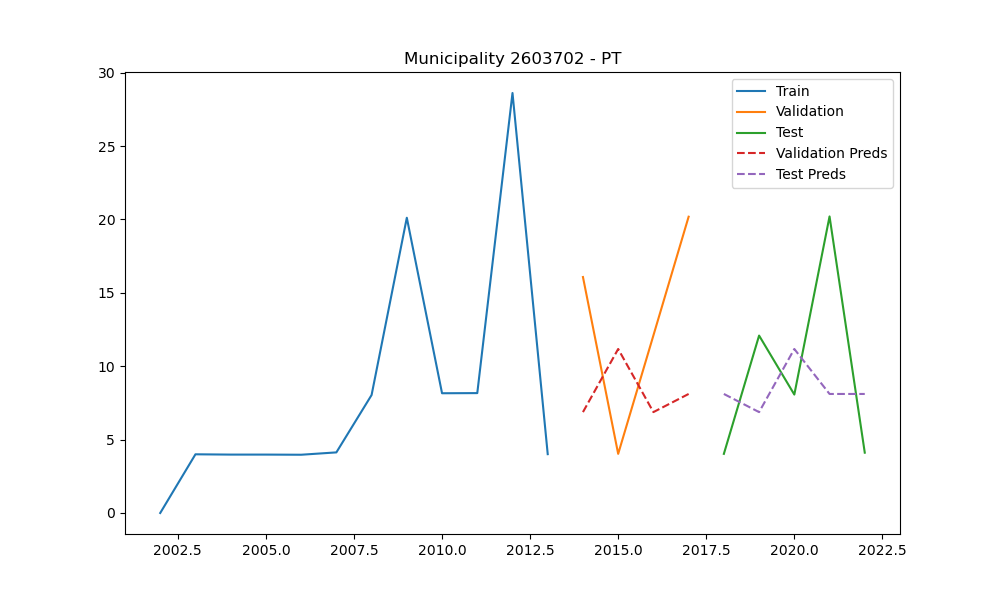 Municipality 2603702 - PT
30
25
20
15
10
5
0
Train
Validation
Test
Validation Preds
Test Preds
2002.5 2005.0 2007.5 2010.0 2012.5 2015.0 2017.5 2020.0 2022.5